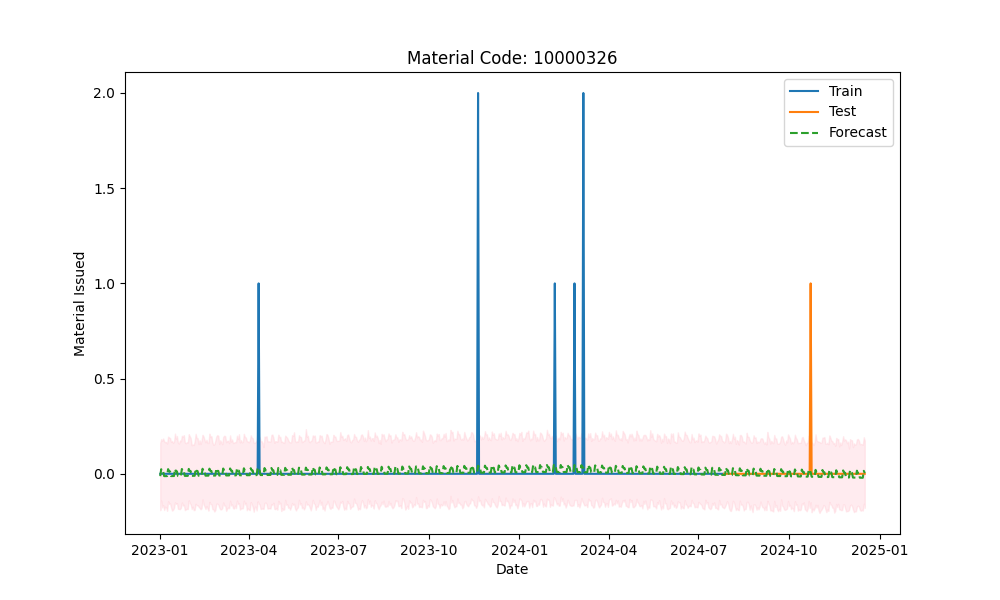 Material Code: 10000326
Train
Test
Forecast
2.0
1.5
1.0
0.5
0.0
Material Issued
2023-01 2023-04 2023-07 2023-10 2024-01 2024-04 2024-07 2024-10 2025-01
Date